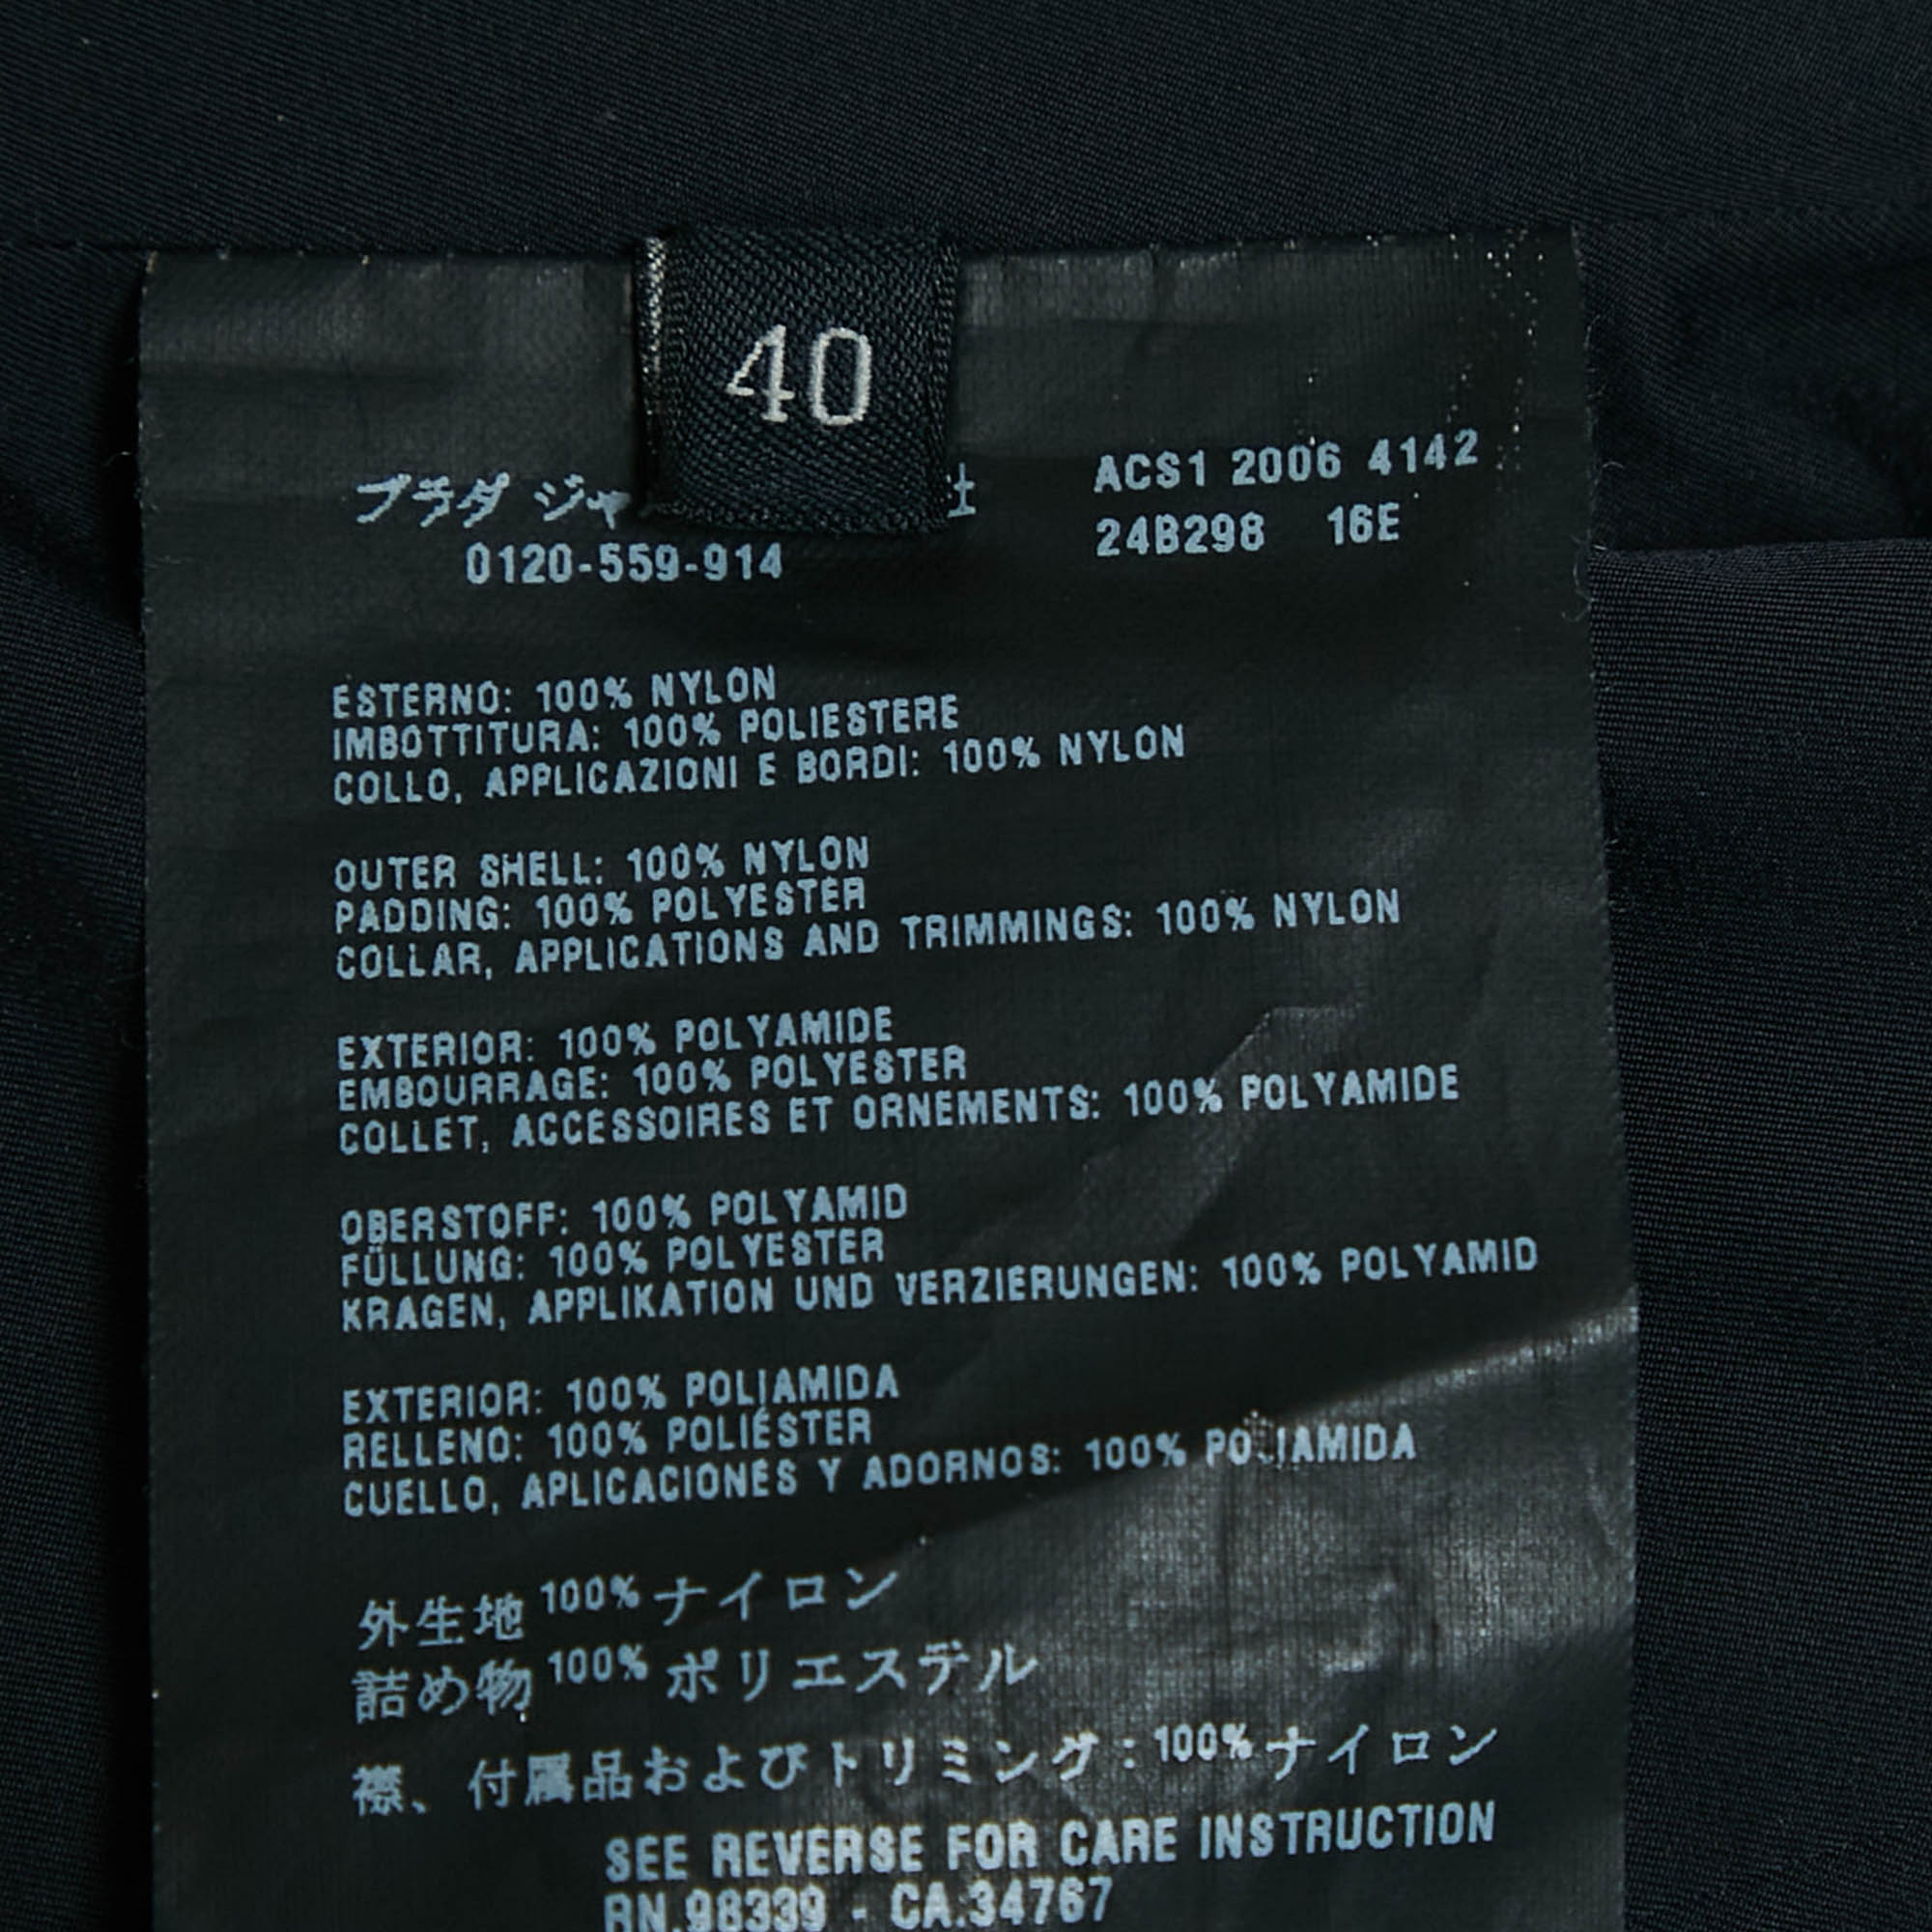 40
プラダ ジャ
社
0120-559-914
ACS1 2006 4142
24B298 16E
ESTERNO: 100% NYLON
IMBOTTITURA: 100% POLIESTERE
COLLO, APPLICAZIONI E BORDI: 100% NYLON
OUTER SHELL: 100% NYLON
PADDING: 100% POLYESTER
COLLAR, APPLICATIONS AND TRIMMINGS: 100% NYLON
EXTERIOR: 100% POLYAMIDE
EMBOURRAGE: 100% POLYESTER
COLLET, ACCESSOIRES ET ORNEMENTS: 100% POLYAMIDE
OBERSTOFF: 100% POLYAMID
FÜLLUNG: 100% POLYESTER
KRAGEN, APPLIKATION UND VERZIERUNGEN: 100% POLYAMID
EXTERIOR: 100% POLIAMIDA
RELLENO: 100% POLIÉSTER
CUELLO, APLICACIONES Y ADORNOS: 100% POLIAMIDA
外生地 100% ナイロン
詰め物 100% ポリエステル
襟、付属品およびトリミング:100% ナイロン
SEE REVERSE FOR CARE INSTRUCTION
RN.98339 - CA.34767